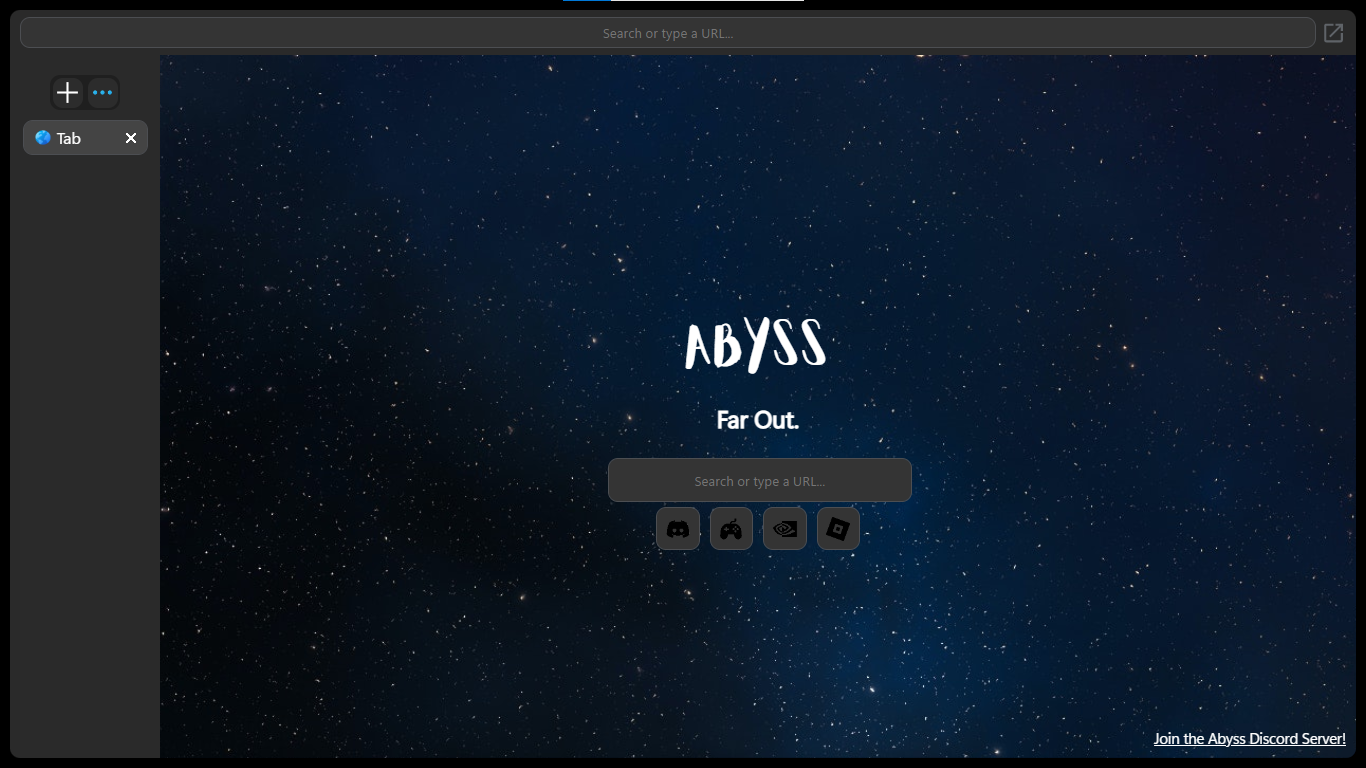 Search or type a URL...
Tab
ABYSS
Far Out.
Search or type a URL...
Join the Abyss Discord Server!